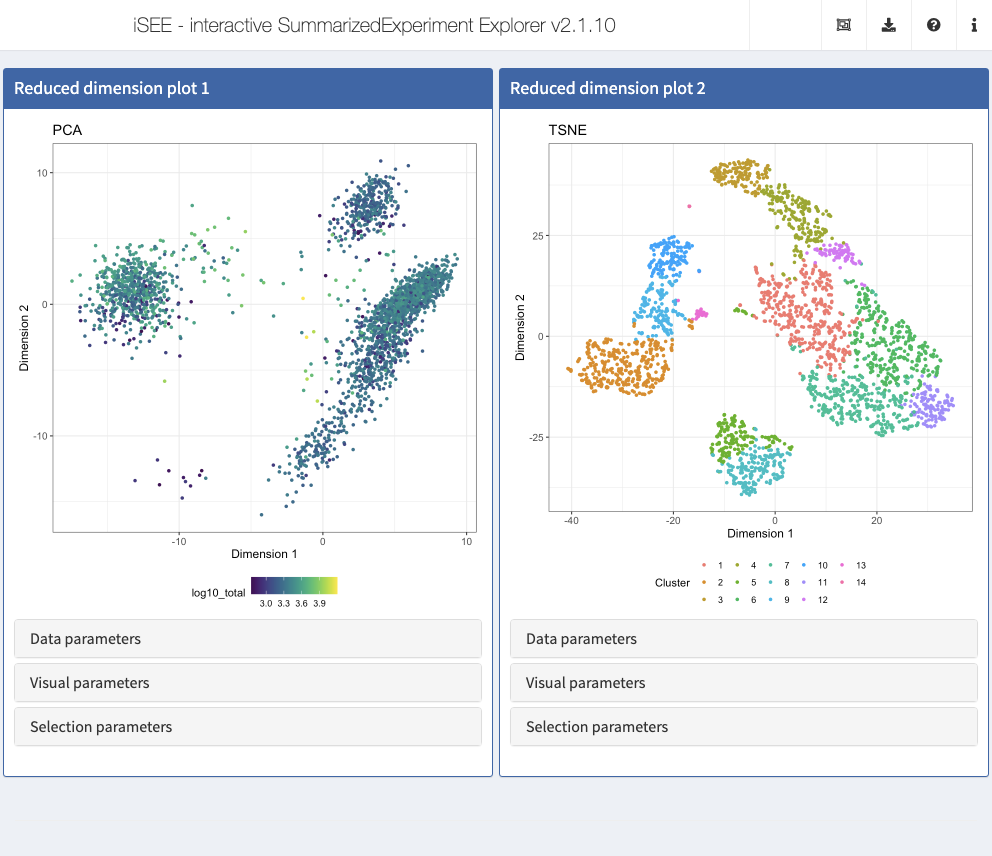 iSEE - interactive SummarizedExperiment Explorer v2.1.10
Reduced dimension plot 1
PCA
10
0
-10
Dimension 2
-10 0 10
Dimension 1
log10_total
3.0 3.3 3.6 3.9
Data parameters
Visual parameters
Selection parameters
Reduced dimension plot 2
TSNE
25
0
-25
Dimension 2
-40 -20 0 20
Dimension 1
Cluster
1 4 7 10 13
2 5 8 11 14
3 6 9 12
Data parameters
Visual parameters
Selection parameters